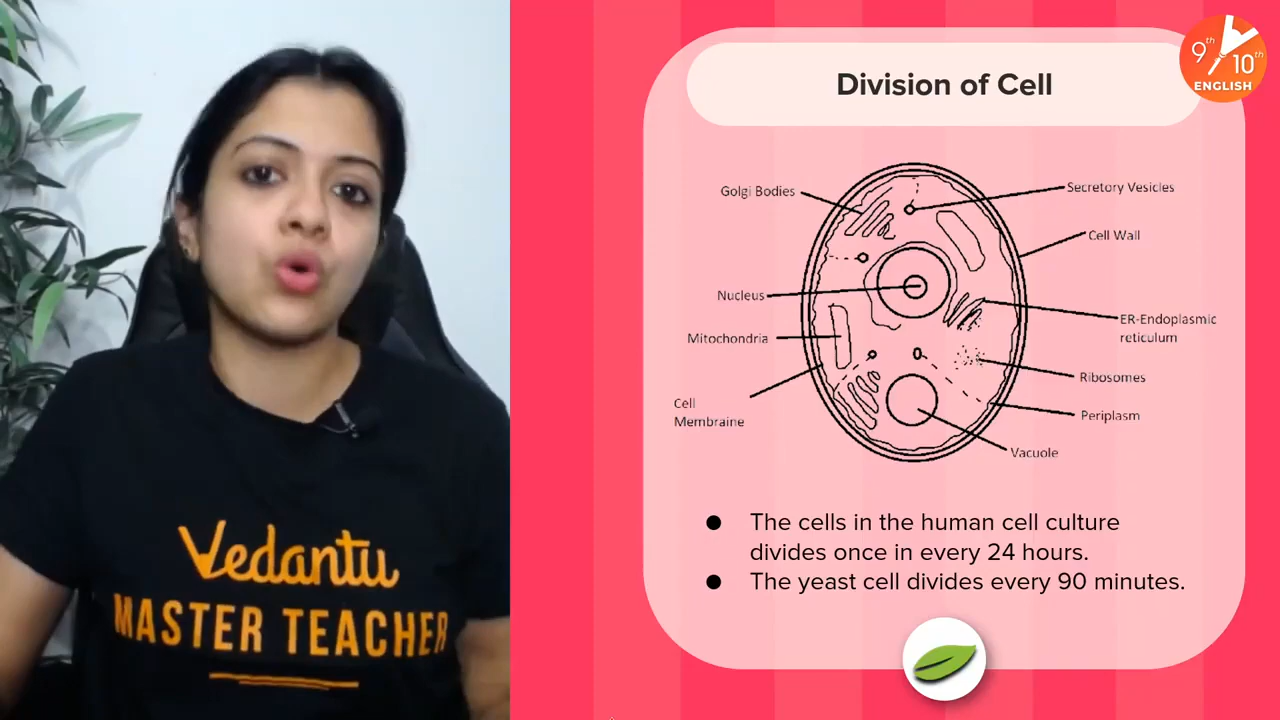 Vedantu
MASTER TEACHER
9th 10th
ENGLISH
Division of Cell
Golgi Bodies
Secretory Vesicles
Cell Wall
Nucleus
Mitochondria
ER-Endoplasmic
reticulum
Ribosomes
Cell
Membraine
Periplasm
Vacuole
● The cells in the human cell culture
divides once in every 24 hours.
● The yeast cell divides every 90 minutes.